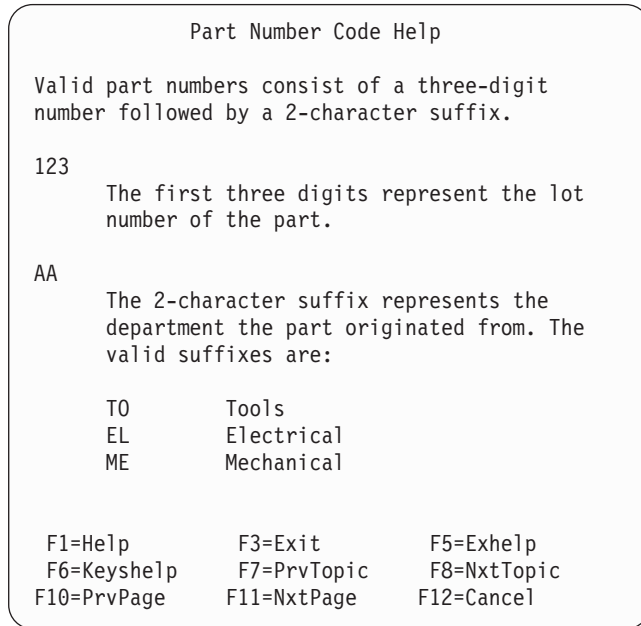 Part Number Code Help
Valid part numbers consist of a three-digit
number followed by a 2-character suffix.
123
The first three digits represent the lot
number of the part.
AA
The 2-character suffix represents the
department the part originated from. The
valid suffixes are:
TO Tools
EL Electrical
ME Mechanical
F1=Help F3=Exit F5=Exhelp
F6=Keyshelp F7=PrvTopic F8=NxtTopic
F10=PrvPage F11=NxtPage F12=Cancel